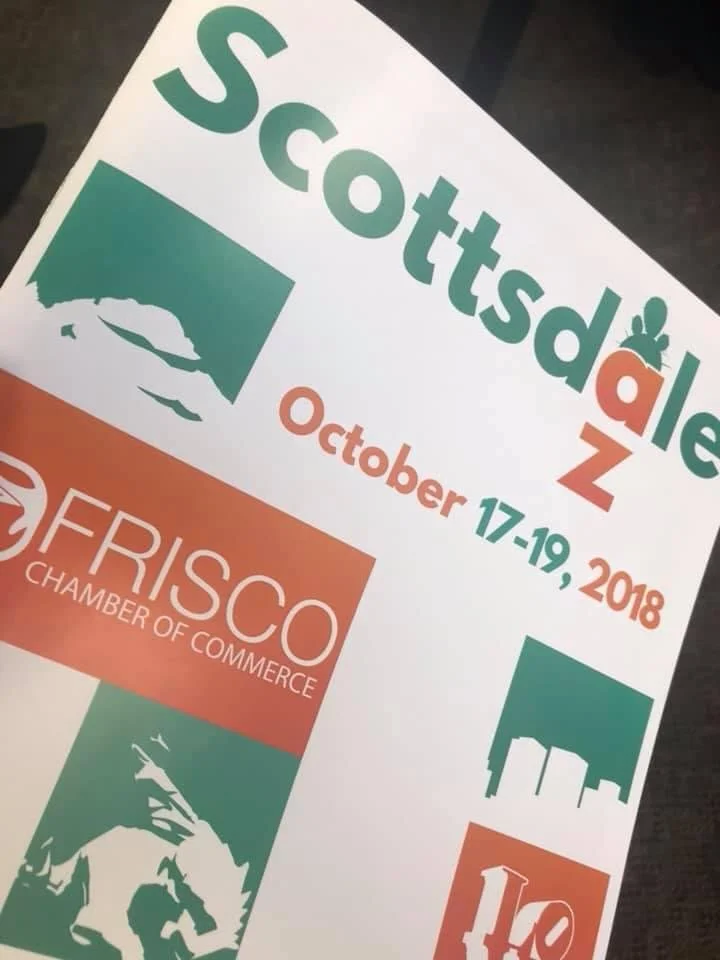 Scottsdale
az
October 17-19, 2018
FRISCO
CHAMBER OF COMMERCE